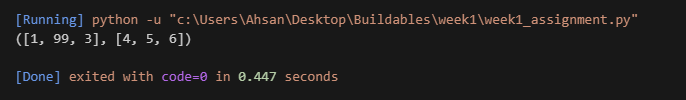 [Running] python -u "c:\Users\Ahsan\Desktop\Buildables\week1\week1_assignment.py"
([1, 99, 3], [4, 5, 6])
[Done] exited with code=0 in 0.447 seconds